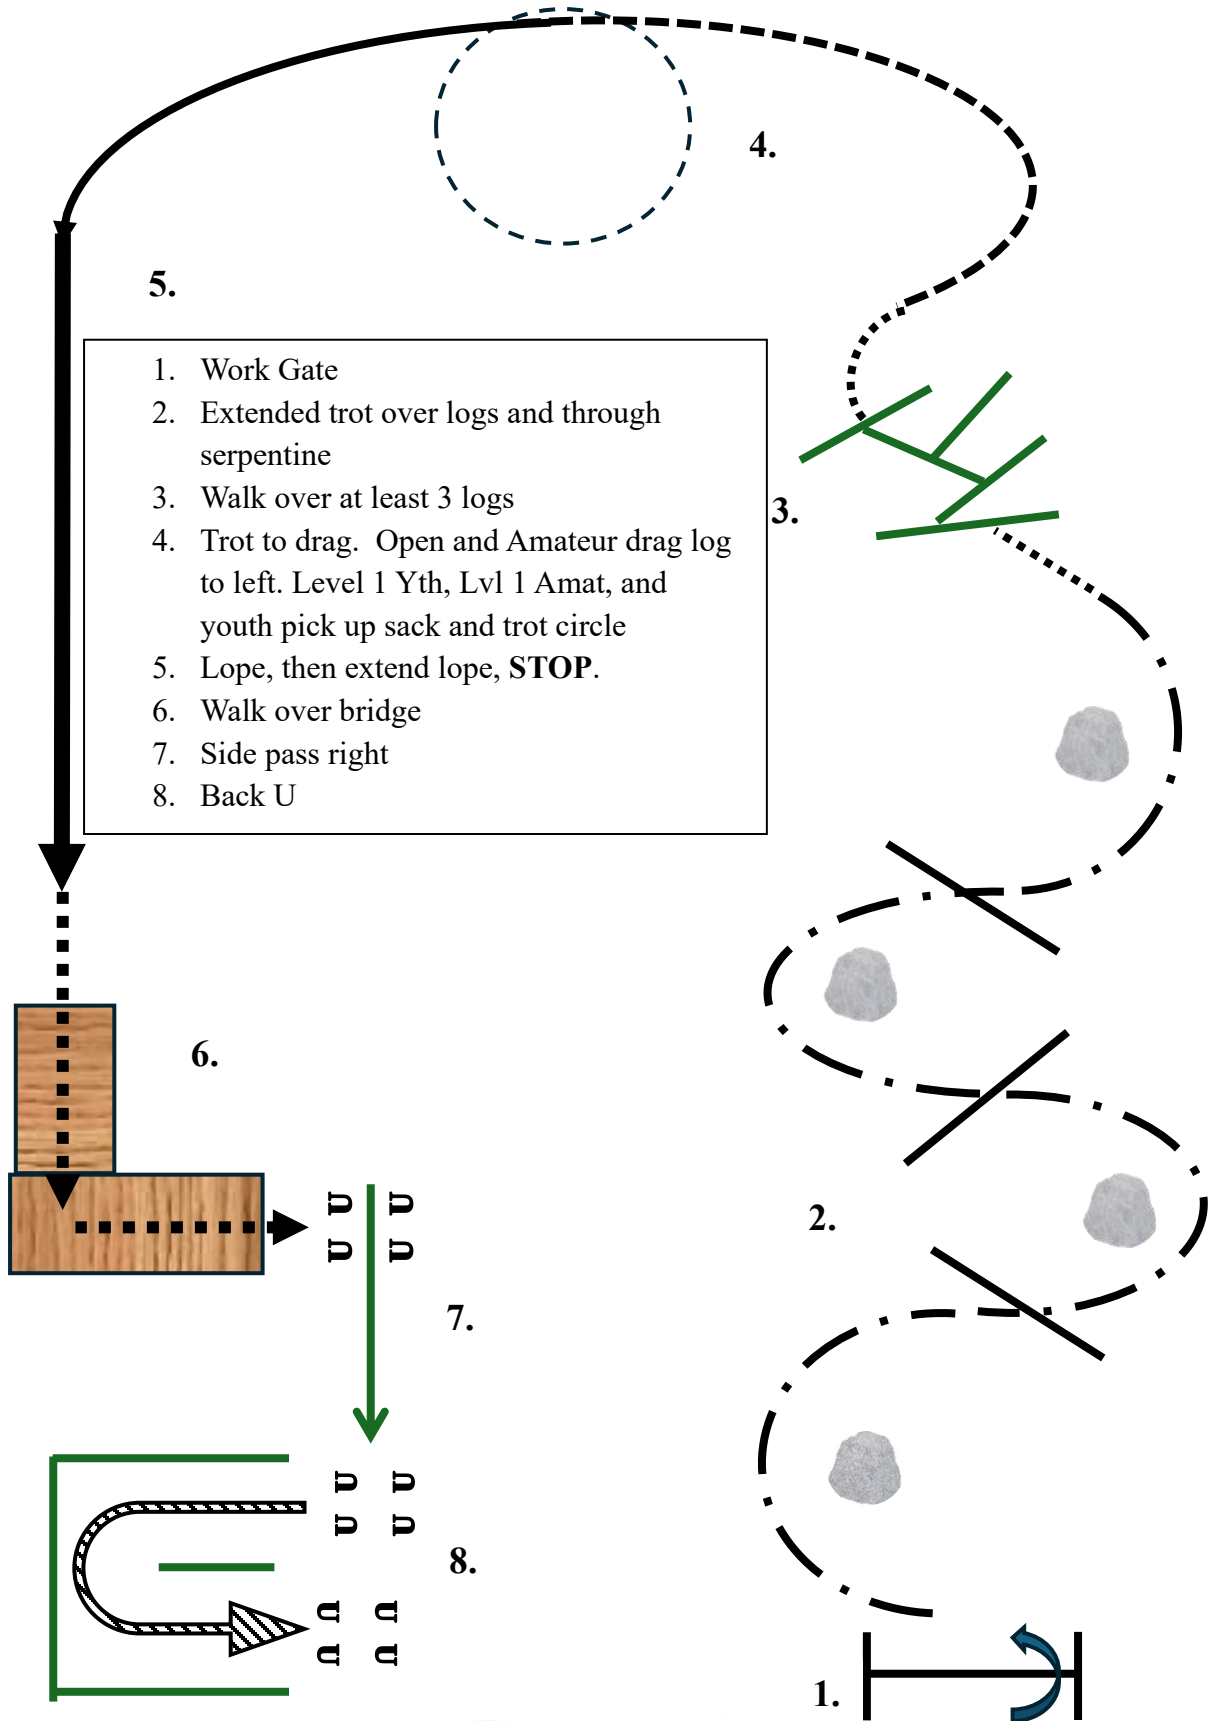 4.
5.
1. Work Gate
2. Extended trot over logs and through
serpentine
3. Walk over at least 3 logs
4. Trot to drag.  Open and Amateur drag log
to left. Level 1 Yth, Lvl 1 Amat, and
youth pick up sack and trot circle
5. Lope, then extend lope, STOP.
6. Walk over bridge
7. Side pass right
8. Back U
3.
6.
U U
U U
2.
7.
U U
U U
8.
U U
U U
1.